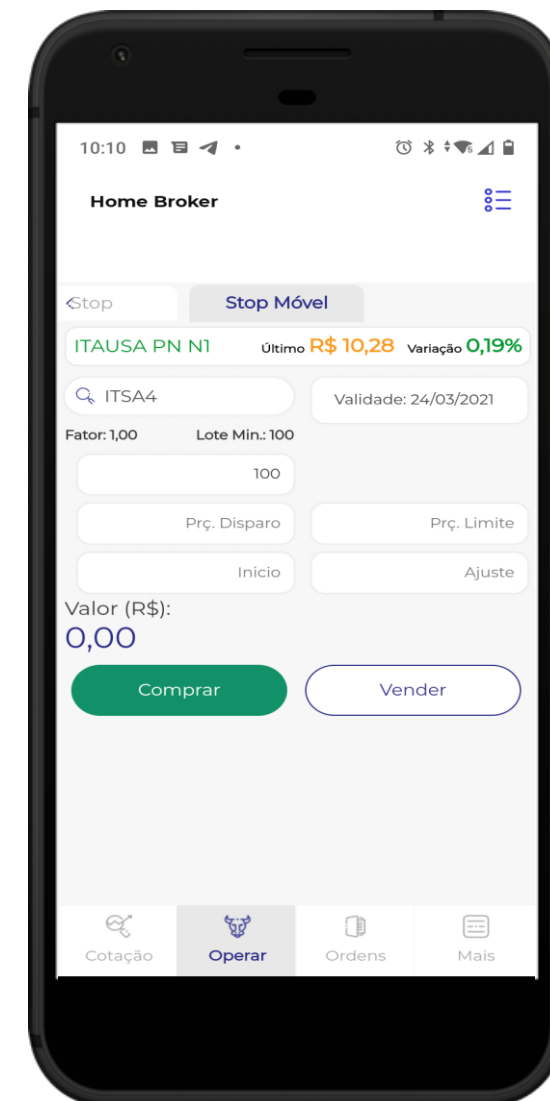 10:10
Home Broker
Stop Stop Móvel
ITAUSA PN N1 Último R$ 10,28 Variação 0,19%
ITSA4 Validade: 24/03/2021
Fator: 1,00 Lote Min.: 100
100
Prç. Disparo Prç. Limite
Inicio Ajuste
Valor (R$):
0,00
Comprar Vender
Cotação Operar Ordens Mais